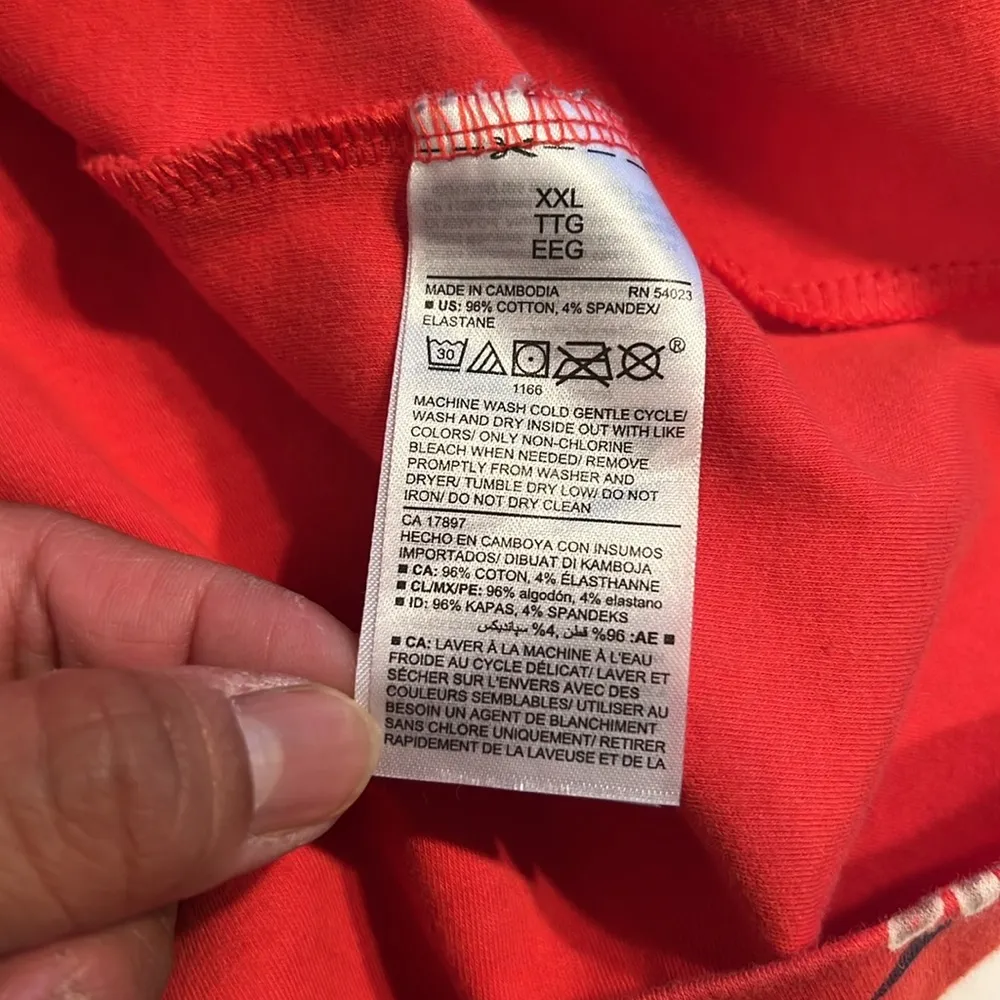 XXL
TTG
EEG
MADE IN CAMBODIA RN 54023
■ US: 96% COTTON, 4% SPANDEX/
ELASTANE
30
®
1166
MACHINE WASH COLD GENTLE CYCLE/
WASH AND DRY INSIDE OUT WITH LIKE
COLORS/ ONLY NON-CHLORINE
BLEACH WHEN NEEDED/ REMOVE
PROMPTLY FROM WASHER AND
DRYER/ TUMBLE DRY LOW/ DO NOT
IRON/ DO NOT DRY CLEAN
CA 17897
HECHO EN CAMBOYA CON INSUMOS
IMPORTADOS/ DIBUAT DI KAMBOJA
■ CA: 96% COTON, 4% ÉLASTHANNE
■ CL/MX/PE: 96% algodón, 4% elastano
■ ID: 96% KAPAS, 4% SPANDEKS
■ AE: 96% قطن, 4% سپاندیکس
■ CA: LAVER À LA MACHINE À L'EAU
FROIDE AU CYCLE DÉLICAT/ LAVER ET
SÉCHER SUR L'ENVERS AVEC DES
COULEURS SEMBLABLES/ UTILISER AU
BESOIN UN AGENT DE BLANCHIMENT
SANS CHLORE UNIQUEMENT/ RETIRER
RAPIDEMENT DE LA LAVEUSE ET DE LA